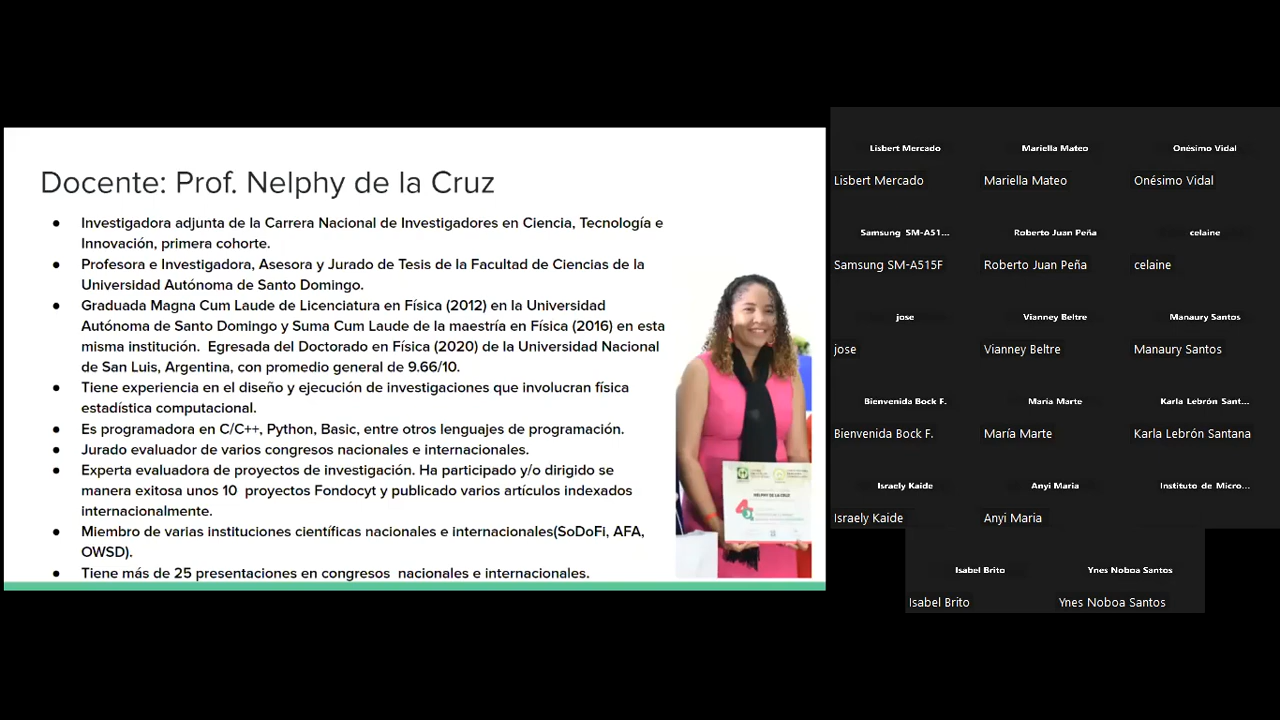 Docente: Prof. Nelphy de la Cruz
● Investigadora adjunta de la Carrera Nacional de Investigadores en Ciencia, Tecnología e
Innovación, primera cohorte.
● Profesora e Investigadora, Asesora y Jurado de Tesis de la Facultad de Ciencias de la
Universidad Autónoma de Santo Domingo.
● Graduada Magna Cum Laude de Licenciatura en Física (2012) en la Universidad
Autónoma de Santo Domingo y Suma Cum Laude de la maestría en Física (2016) en esta
misma institución. Egresada del Doctorado en Física (2020) de la Universidad Nacional
de San Luis, Argentina, con promedio general de 9.66/10.
● Tiene experiencia en el diseño y ejecución de investigaciones que involucran física
estadística computacional.
● Es programadora en C/C++, Python, Basic, entre otros lenguajes de programación.
● Jurado evaluador de varios congresos nacionales e internacionales.
● Experta evaluadora de proyectos de investigación. Ha participado y/o dirigido se
manera exitosa unos 10 proyectos Fondocyt y publicado varios artículos indexados
internacionalmente.
● Miembro de varias instituciones científicas nacionales e internacionales(SoDoFi, AFA,
OWSD).
● Tiene más de 25 presentaciones en congresos nacionales e internacionales.
NELPHY DE LA CRUZ
Lisbert Mercado Mariella Mateo Onésimo Vidal
Lisbert Mercado Mariella Mateo Onésimo Vidal
Samsung SM-A51... Roberto Juan Peña celaine
Samsung SM-A515F Roberto Juan Peña celaine
jose Vianney Beltre Manaury Santos
jose Vianney Beltre Manaury Santos
Bienvenida Bock F. María Marte Karla Lebrón Sant...
Bienvenida Bock F. María Marte Karla Lebrón Santana
Israely Kaide Anyi Maria Instituto de Micro...
Israely Kaide Anyi Maria
Isabel Brito Ynes Noboa Santos
Isabel Brito Ynes Noboa Santos